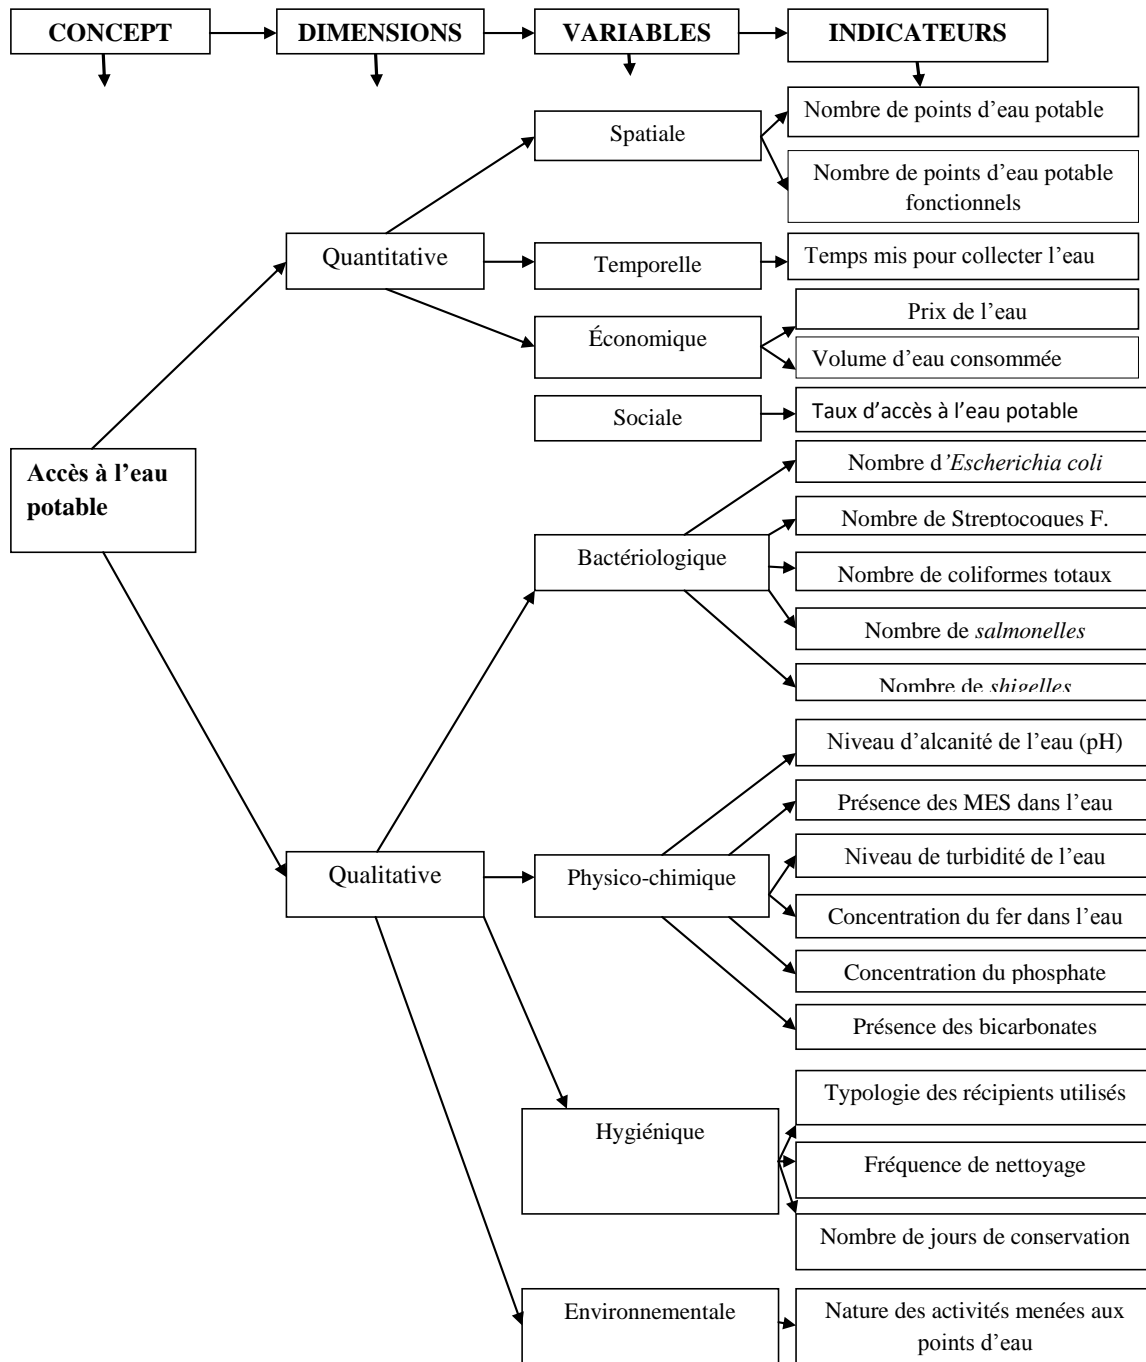 CONCEPT
DIMENSIONS
VARIABLES
INDICATEURS
Spatiale
Nombre de points d’eau potable
Nombre de points d’eau potable
fonctionnels
Quantitative
Temporelle
Temps mis pour collecter l’eau
Économique
Prix de l’eau
Volume d’eau consommée
Sociale
Taux d’accès à l’eau potable
Accès à l’eau
potable
Bactériologique
Nombre d’Escherichia coli
Nombre de Streptocoques F.
Nombre de coliformes totaux
Nombre de salmonelles
Nombre de shigelles
Qualitative
Physico-chimique
Niveau d’alcanité de l’eau (pH)
Présence des MES dans l’eau
Niveau de turbidité de l’eau
Concentration du fer dans l’eau
Concentration du phosphate
Présence des bicarbonates
Hygiénique
Typologie des récipients utilisés
Fréquence de nettoyage
Nombre de jours de conservation
Environnementale
Nature des activités menées aux
points d’eau